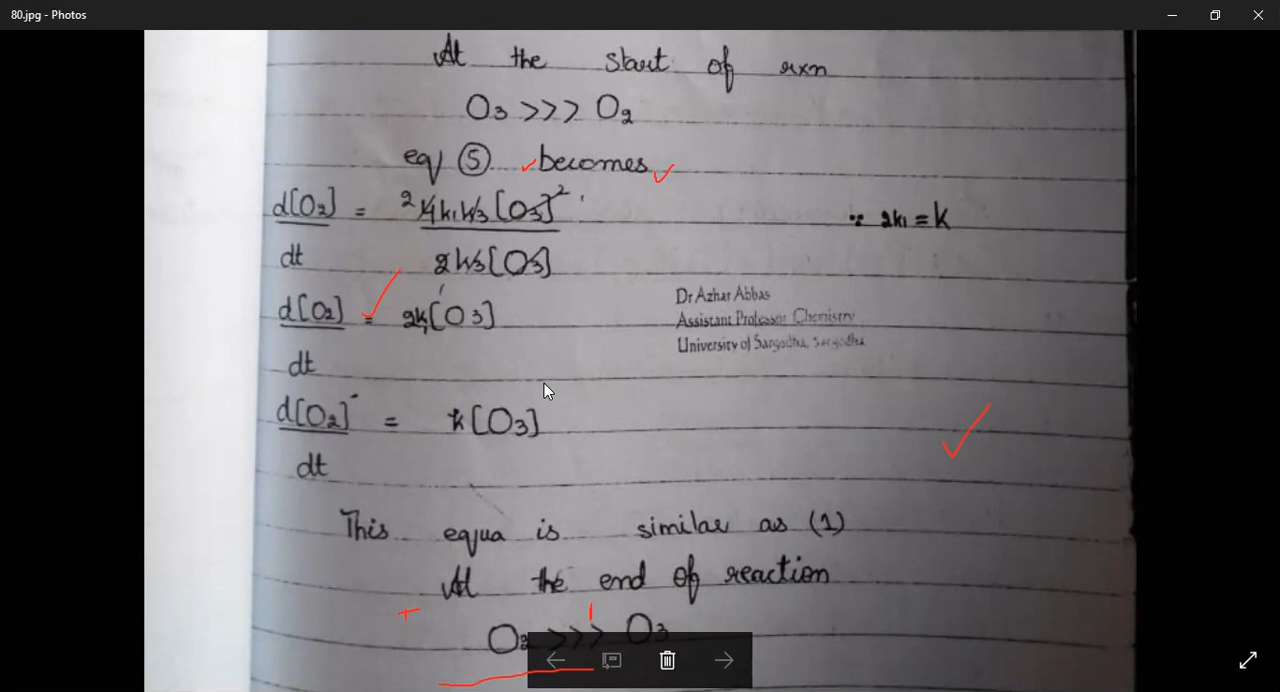 80.jpg - Photos
At the start of rxn
O₃ >>> O₂
eq ⑤ becomes
d[O₂]/dt = ²4k₁k₃[O₃]² / 2k₃[O₃] ∵ 2k₁ = k
d[O₂]/dt = 2k₁[O₃]
Dr Azhar Abbas
Assistant Professor Chemistry
University of Sargodha, Sargodha
d[O₂]/dt = k[O₃]
This equa is similar as (1)
At the end of reaction
O₂ >>> O₃